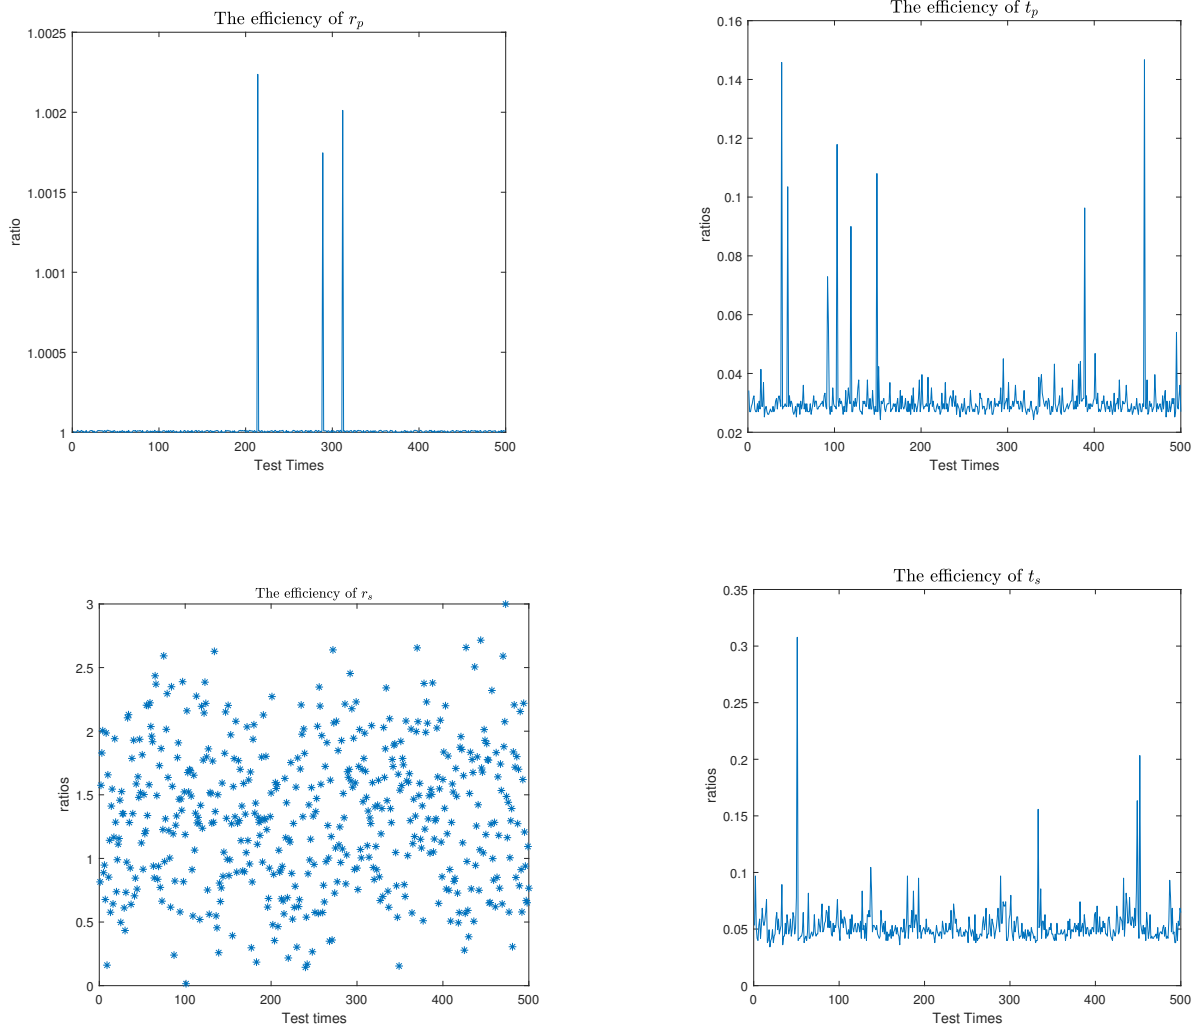 The efficiency of r_p
1.0025
1.002
1.0015
1.001
1.0005
1
ratio
0 100 200 300 400 500
Test Times
The efficiency of t_p
0.16
0.14
0.12
0.1
0.08
0.06
0.04
0.02
ratios
0 100 200 300 400 500
Test Times
The efficiency of r_s
3
2.5
2
1.5
1
0.5
0
ratios
0 100 200 300 400 500
Test times
The efficiency of t_s
0.35
0.3
0.25
0.2
0.15
0.1
0.05
0
ratios
0 100 200 300 400 500
Test Times